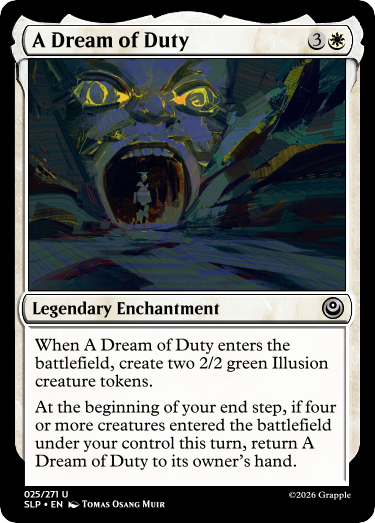 A Dream of Duty 3
Legendary Enchantment
When A Dream of Duty enters the
battlefield, create two 2/2 green Illusion
creature tokens.
At the beginning of your end step, if four
or more creatures entered the battlefield
under your control this turn, return A
Dream of Duty to its owner's hand.
025/271 U
SLP • EN Tomas Osang Muir
©2026 Grapple